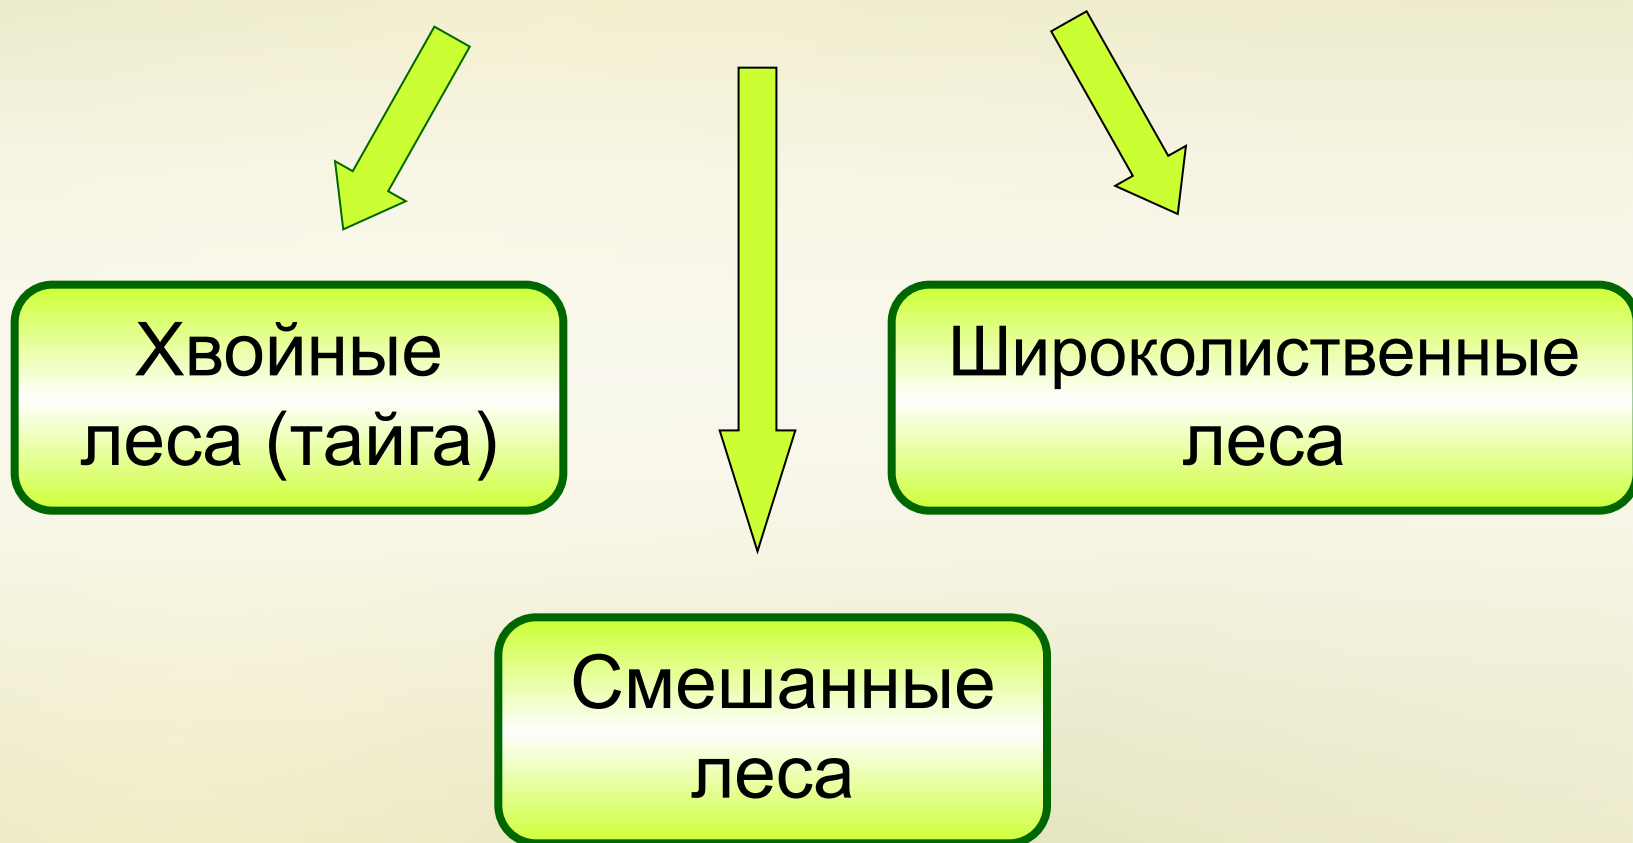 Хвойные
леса (тайга)
Широколиственные
леса
Смешанные
леса